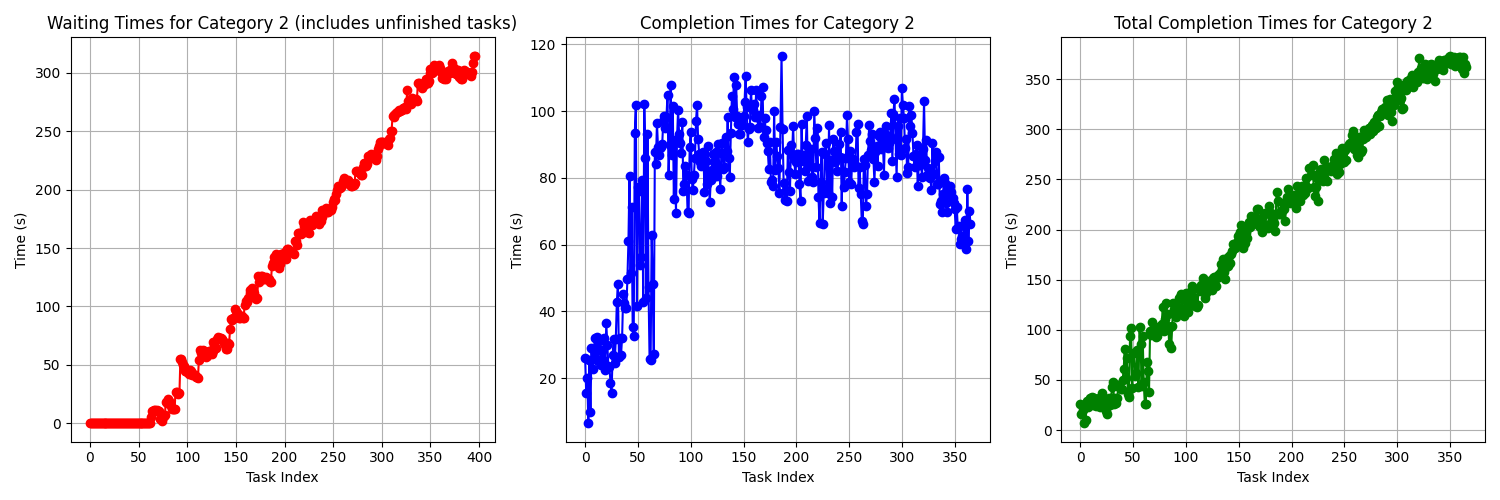 Waiting Times for Category 2 (includes unfinished tasks)
Time (s)
300
250
200
150
100
50
0
0 50 100 150 200 250 300 350 400
Task Index
Completion Times for Category 2
Time (s)
120
100
80
60
40
20
0 50 100 150 200 250 300 350
Task Index
Total Completion Times for Category 2
Time (s)
350
300
250
200
150
100
50
0
0 50 100 150 200 250 300 350
Task Index